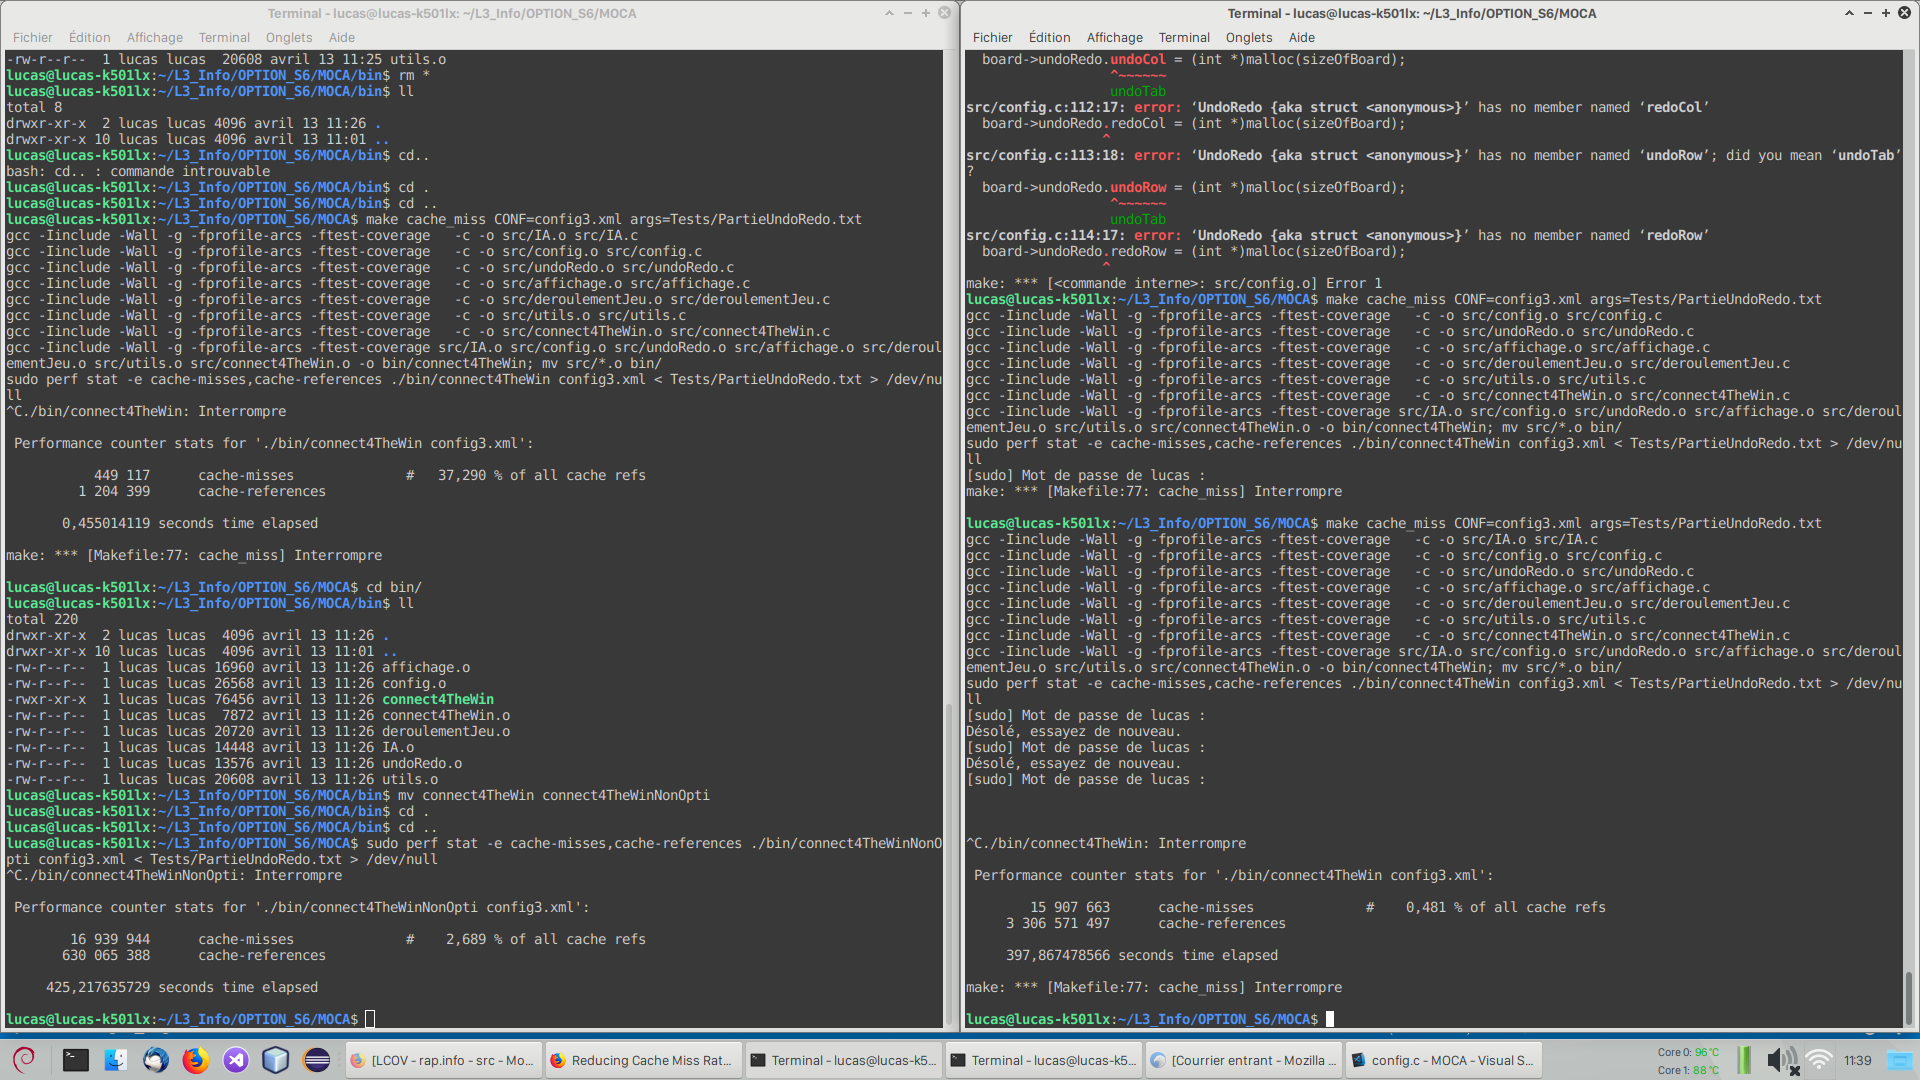 Terminal - lucas@lucas-k501lx: ~/L3_Info/OPTION_S6/MOCA
Fichier Édition Affichage Terminal Onglets Aide
-rw-r--r-- 1 lucas lucas 20608 avril 13 11:25 utils.o
lucas@lucas-k501lx:~/L3_Info/OPTION_S6/MOCA/bin$ rm *
lucas@lucas-k501lx:~/L3_Info/OPTION_S6/MOCA/bin$ ll
total 8
drwxr-xr-x 2 lucas lucas 4096 avril 13 11:26 .
drwxr-xr-x 10 lucas lucas 4096 avril 13 11:01 ..
lucas@lucas-k501lx:~/L3_Info/OPTION_S6/MOCA/bin$ cd..
bash: cd.. : commande introuvable
lucas@lucas-k501lx:~/L3_Info/OPTION_S6/MOCA/bin$ cd .
lucas@lucas-k501lx:~/L3_Info/OPTION_S6/MOCA/bin$ cd ..
lucas@lucas-k501lx:~/L3_Info/OPTION_S6/MOCA$ make cache_miss CONF=config3.xml args=Tests/PartieUndoRedo.txt
gcc -Iinclude -Wall -g -fprofile-arcs -ftest-coverage -c -o src/IA.o src/IA.c
gcc -Iinclude -Wall -g -fprofile-arcs -ftest-coverage -c -o src/config.o src/config.c
gcc -Iinclude -Wall -g -fprofile-arcs -ftest-coverage -c -o src/undoRedo.o src/undoRedo.c
gcc -Iinclude -Wall -g -fprofile-arcs -ftest-coverage -c -o src/affichage.o src/affichage.c
gcc -Iinclude -Wall -g -fprofile-arcs -ftest-coverage -c -o src/deroulementJeu.o src/deroulementJeu.c
gcc -Iinclude -Wall -g -fprofile-arcs -ftest-coverage -c -o src/utils.o src/utils.c
gcc -Iinclude -Wall -g -fprofile-arcs -ftest-coverage -c -o src/connect4TheWin.o src/connect4TheWin.c
gcc -Iinclude -Wall -g -fprofile-arcs -ftest-coverage src/IA.o src/config.o src/undoRedo.o src/affichage.o src/deroul
ementJeu.o src/utils.o src/connect4TheWin.o -o bin/connect4TheWin; mv src/*.o bin/
sudo perf stat -e cache-misses,cache-references ./bin/connect4TheWin config3.xml < Tests/PartieUndoRedo.txt > /dev/nu
ll
^C./bin/connect4TheWin: Interrompre
Performance counter stats for './bin/connect4TheWin config3.xml':
449 117 cache-misses # 37,290 % of all cache refs
1 204 399 cache-references
0,455014119 seconds time elapsed
make: *** [Makefile:77: cache_miss] Interrompre
lucas@lucas-k501lx:~/L3_Info/OPTION_S6/MOCA$ cd bin/
lucas@lucas-k501lx:~/L3_Info/OPTION_S6/MOCA/bin$ ll
total 220
drwxr-xr-x 2 lucas lucas 4096 avril 13 11:26 .
drwxr-xr-x 10 lucas lucas 4096 avril 13 11:01 ..
-rw-r--r-- 1 lucas lucas 16960 avril 13 11:26 affichage.o
-rw-r--r-- 1 lucas lucas 26568 avril 13 11:26 config.o
-rwxr-xr-x 1 lucas lucas 76456 avril 13 11:26 connect4TheWin
-rw-r--r-- 1 lucas lucas 7872 avril 13 11:26 connect4TheWin.o
-rw-r--r-- 1 lucas lucas 20720 avril 13 11:26 deroulementJeu.o
-rw-r--r-- 1 lucas lucas 14448 avril 13 11:26 IA.o
-rw-r--r-- 1 lucas lucas 13576 avril 13 11:26 undoRedo.o
-rw-r--r-- 1 lucas lucas 20608 avril 13 11:26 utils.o
lucas@lucas-k501lx:~/L3_Info/OPTION_S6/MOCA/bin$ mv connect4TheWin connect4TheWinNonOpti
lucas@lucas-k501lx:~/L3_Info/OPTION_S6/MOCA/bin$ cd .
lucas@lucas-k501lx:~/L3_Info/OPTION_S6/MOCA/bin$ cd ..
lucas@lucas-k501lx:~/L3_Info/OPTION_S6/MOCA$ sudo perf stat -e cache-misses,cache-references ./bin/connect4TheWinNonO
pti config3.xml < Tests/PartieUndoRedo.txt > /dev/null
^C./bin/connect4TheWinNonOpti: Interrompre
Performance counter stats for './bin/connect4TheWinNonOpti config3.xml':
16 939 944 cache-misses # 2,689 % of all cache refs
630 065 388 cache-references
425,217635729 seconds time elapsed
lucas@lucas-k501lx:~/L3_Info/OPTION_S6/MOCA$
Terminal - lucas@lucas-k501lx: ~/L3_Info/OPTION_S6/MOCA
Fichier Édition Affichage Terminal Onglets Aide
board->undoRedo.undoCol = (int *)malloc(sizeOfBoard);
^~~~~~~
undoTab
src/config.c:112:17: error: ‘UndoRedo {aka struct <anonymous>}’ has no member named ‘redoCol’
board->undoRedo.redoCol = (int *)malloc(sizeOfBoard);
^
src/config.c:113:18: error: ‘UndoRedo {aka struct <anonymous>}’ has no member named ‘undoRow’; did you mean ‘undoTab’
?
board->undoRedo.undoRow = (int *)malloc(sizeOfBoard);
^~~~~~~
undoTab
src/config.c:114:17: error: ‘UndoRedo {aka struct <anonymous>}’ has no member named ‘redoRow’
board->undoRedo.redoRow = (int *)malloc(sizeOfBoard);
^
make: *** [<commande interne>: src/config.o] Error 1
lucas@lucas-k501lx:~/L3_Info/OPTION_S6/MOCA$ make cache_miss CONF=config3.xml args=Tests/PartieUndoRedo.txt
gcc -Iinclude -Wall -g -fprofile-arcs -ftest-coverage -c -o src/config.o src/config.c
gcc -Iinclude -Wall -g -fprofile-arcs -ftest-coverage -c -o src/undoRedo.o src/undoRedo.c
gcc -Iinclude -Wall -g -fprofile-arcs -ftest-coverage -c -o src/affichage.o src/affichage.c
gcc -Iinclude -Wall -g -fprofile-arcs -ftest-coverage -c -o src/deroulementJeu.o src/deroulementJeu.c
gcc -Iinclude -Wall -g -fprofile-arcs -ftest-coverage -c -o src/utils.o src/utils.c
gcc -Iinclude -Wall -g -fprofile-arcs -ftest-coverage -c -o src/connect4TheWin.o src/connect4TheWin.c
gcc -Iinclude -Wall -g -fprofile-arcs -ftest-coverage src/IA.o src/config.o src/undoRedo.o src/affichage.o src/deroul
ementJeu.o src/utils.o src/connect4TheWin.o -o bin/connect4TheWin; mv src/*.o bin/
sudo perf stat -e cache-misses,cache-references ./bin/connect4TheWin config3.xml < Tests/PartieUndoRedo.txt > /dev/nu
ll
[sudo] Mot de passe de lucas :
make: *** [Makefile:77: cache_miss] Interrompre
lucas@lucas-k501lx:~/L3_Info/OPTION_S6/MOCA$ make cache_miss CONF=config3.xml args=Tests/PartieUndoRedo.txt
gcc -Iinclude -Wall -g -fprofile-arcs -ftest-coverage -c -o src/IA.o src/IA.c
gcc -Iinclude -Wall -g -fprofile-arcs -ftest-coverage -c -o src/config.o src/config.c
gcc -Iinclude -Wall -g -fprofile-arcs -ftest-coverage -c -o src/undoRedo.o src/undoRedo.c
gcc -Iinclude -Wall -g -fprofile-arcs -ftest-coverage -c -o src/affichage.o src/affichage.c
gcc -Iinclude -Wall -g -fprofile-arcs -ftest-coverage -c -o src/deroulementJeu.o src/deroulementJeu.c
gcc -Iinclude -Wall -g -fprofile-arcs -ftest-coverage -c -o src/utils.o src/utils.c
gcc -Iinclude -Wall -g -fprofile-arcs -ftest-coverage -c -o src/connect4TheWin.o src/connect4TheWin.c
gcc -Iinclude -Wall -g -fprofile-arcs -ftest-coverage src/IA.o src/config.o src/undoRedo.o src/affichage.o src/deroul
ementJeu.o src/utils.o src/connect4TheWin.o -o bin/connect4TheWin; mv src/*.o bin/
sudo perf stat -e cache-misses,cache-references ./bin/connect4TheWin config3.xml < Tests/PartieUndoRedo.txt > /dev/nu
ll
[sudo] Mot de passe de lucas :
Désolé, essayez de nouveau.
[sudo] Mot de passe de lucas :
Désolé, essayez de nouveau.
[sudo] Mot de passe de lucas :
^C./bin/connect4TheWin: Interrompre
Performance counter stats for './bin/connect4TheWin config3.xml':
15 907 663 cache-misses # 0,481 % of all cache refs
3 306 571 497 cache-references
397,867478566 seconds time elapsed
make: *** [Makefile:77: cache_miss] Interrompre
lucas@lucas-k501lx:~/L3_Info/OPTION_S6/MOCA$
[LCOV - rap.info - src - Mo...
Reducing Cache Miss Rat...
Terminal - lucas@lucas-k5...
Terminal - lucas@lucas-k5...
[Courrier entrant - Mozilla ...
config.c - MOCA - Visual S...
Core 0: 96°C
Core 1: 88°C
11:39